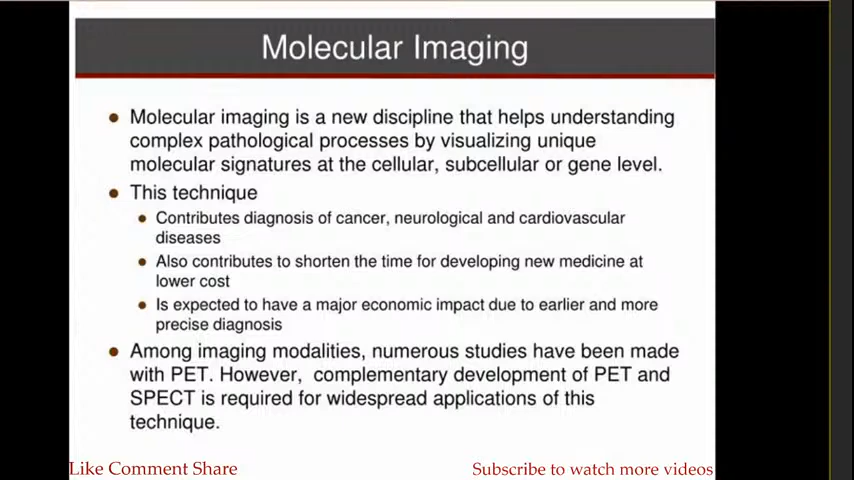 Molecular Imaging
Molecular imaging is a new discipline that helps understanding
complex pathological processes by visualizing unique
molecular signatures at the cellular, subcellular or gene level.
This technique
Contributes diagnosis of cancer, neurological and cardiovascular
diseases
Also contributes to shorten the time for developing new medicine at
lower cost
Is expected to have a major economic impact due to earlier and more
precise diagnosis
Among imaging modalities, numerous studies have been made
with PET. However, complementary development of PET and
SPECT is required for widespread applications of this
technique.
Like Comment Share
Subscribe to watch more videos